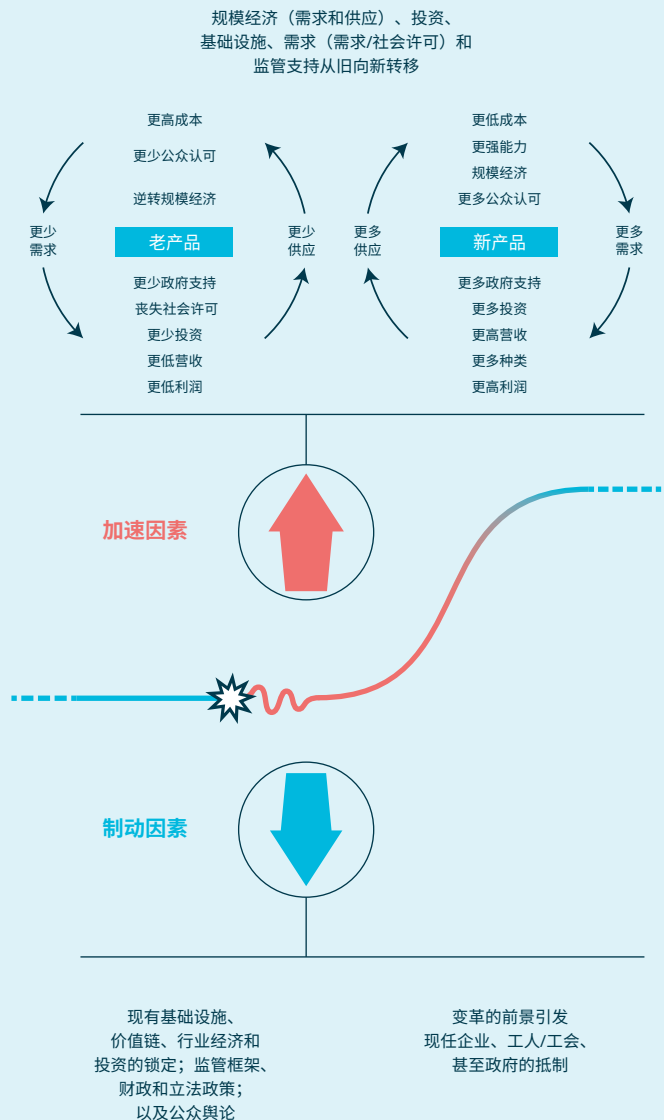 规模经济（需求和供应）、投资、
基础设施、需求（需求/社会许可）和
监管支持从旧向新转移
更高成本
更少公众认可
逆转规模经济
更少
需求
老产品
更少
供应
更少政府支持
丧失社会许可
更少投资
更低营收
更低利润
更低成本
更强能力
规模经济
更多公众认可
更多
供应
新产品
更多
需求
更多政府支持
更多投资
更高营收
更多种类
更高利润
加速因素
制动因素
现有基础设施、
价值链、行业经济和
投资的锁定；监管框架、
财政和立法政策；
以及公众舆论
变革的前景引发
现任企业、工人/工会、
甚至政府的抵制